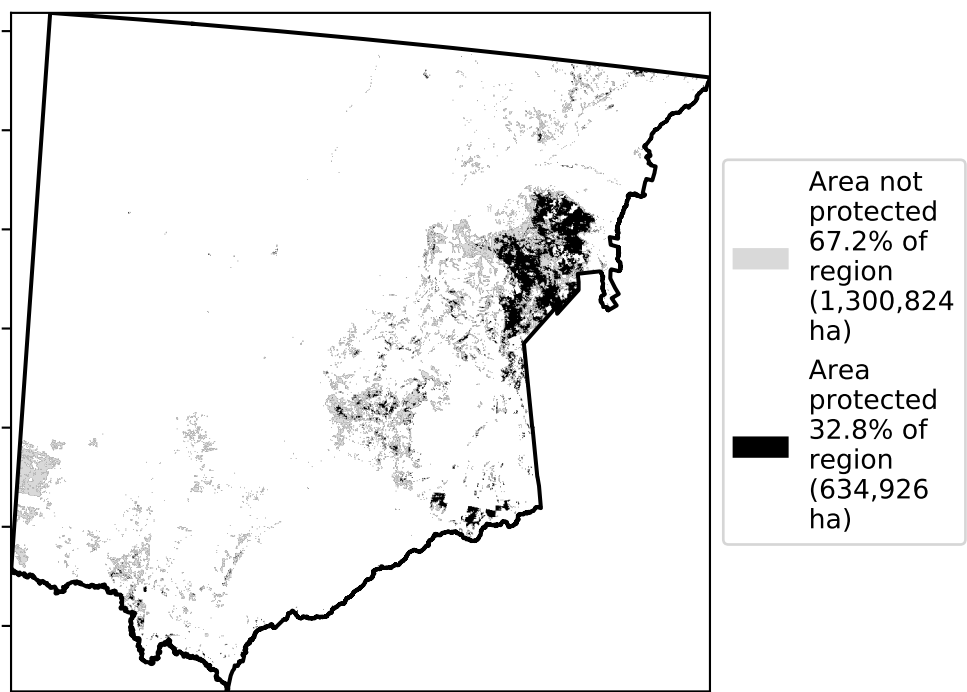 Area not
protected
67.2% of
region
(1,300,824
ha)
Area
protected
32.8% of
region
(634,926
ha)